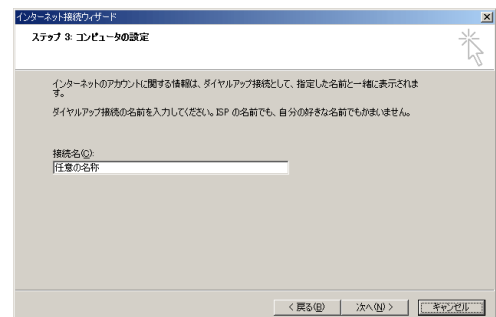 インターネット接続ウィザード
ステップ 3: コンピュータの設定
インターネットのアカウントに関する情報は、ダイヤルアップ接続として、指定した名前と一緒に表示されま
す。
ダイヤルアップ接続の名前を入力してください。ISP の名前でも、自分の好きな名前でもかまいません。
接続名(C):
任意の名称
< 戻る(B)
次へ(N) >
キャンセル